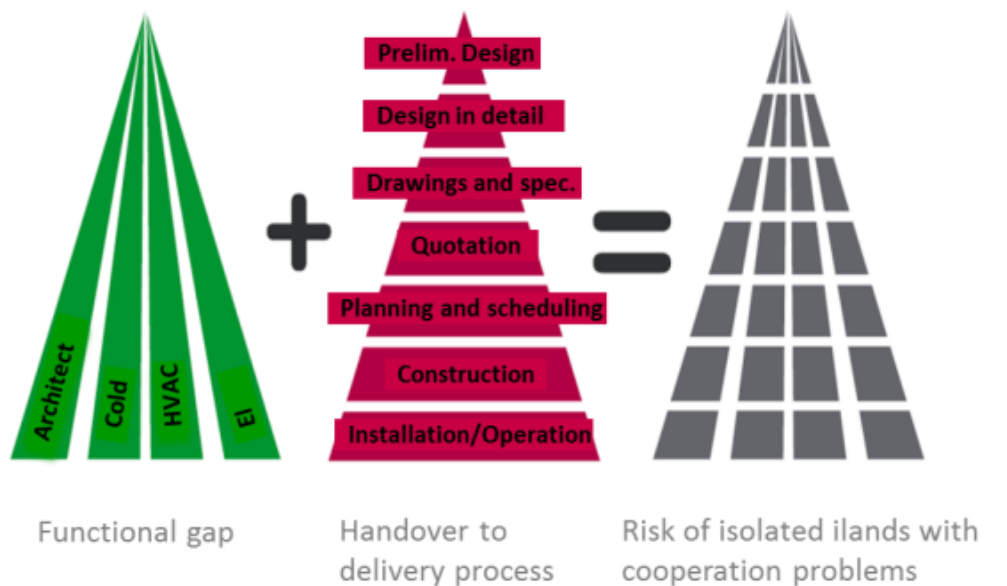 Prelim. Design
Design in detail
Drawings and spec.
Quotation
Planning and scheduling
Construction
Installation/Operation
Architect
Cold
HVAC
El
Functional gap
Handover to
delivery process
Risk of isolated ilands with
cooperation problems